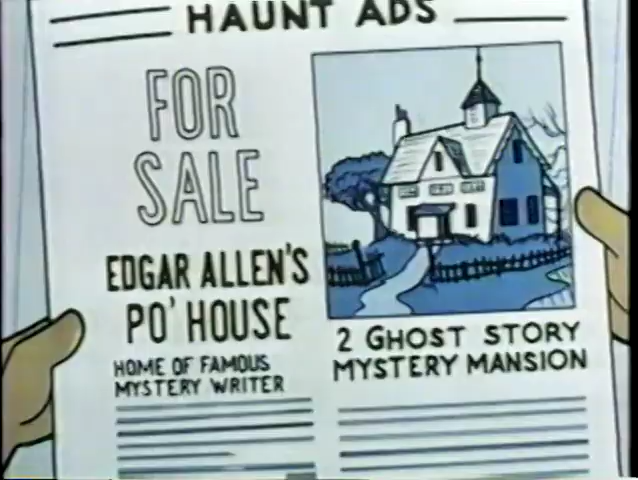 HAUNT ADS
FOR
SALE
EDGAR ALLEN'S
PO' HOUSE
HOME OF FAMOUS
MYSTERY WRITER
2 GHOST STORY
MYSTERY MANSION